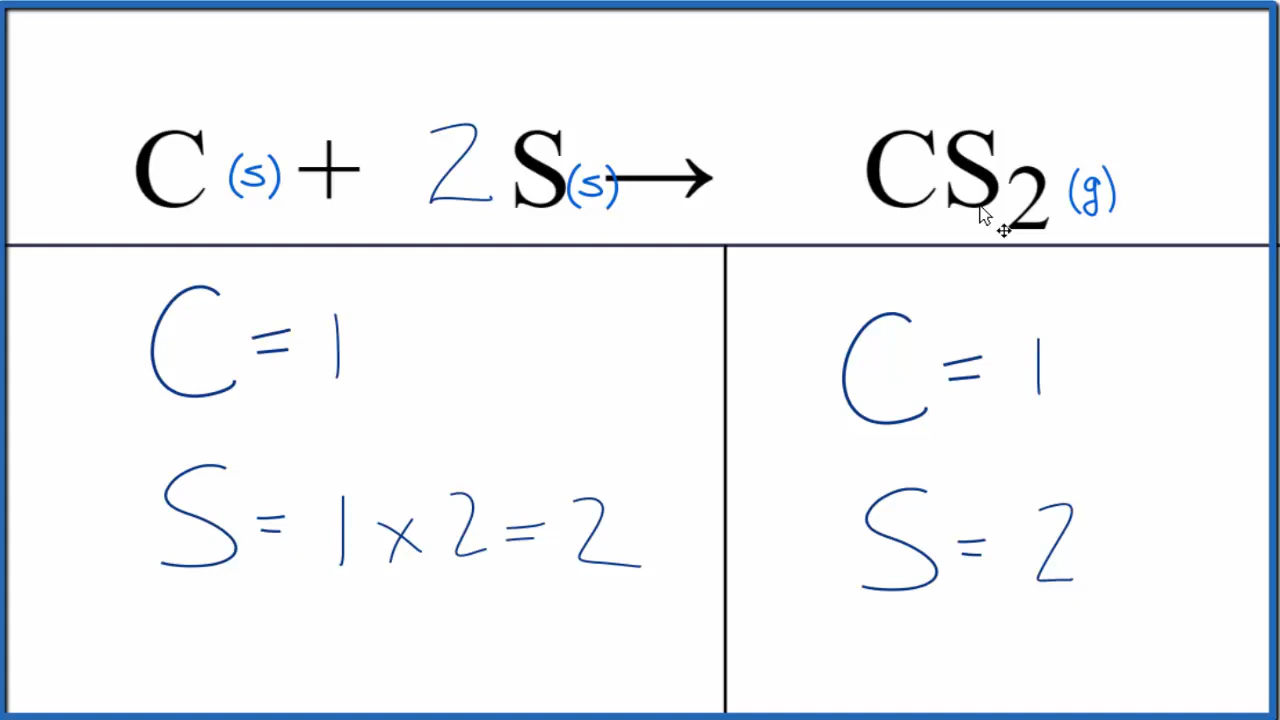 C (s) + 2 S (s) → CS₂ (g)
C = 1
S = 1 x 2 = 2
C = 1
S = 2